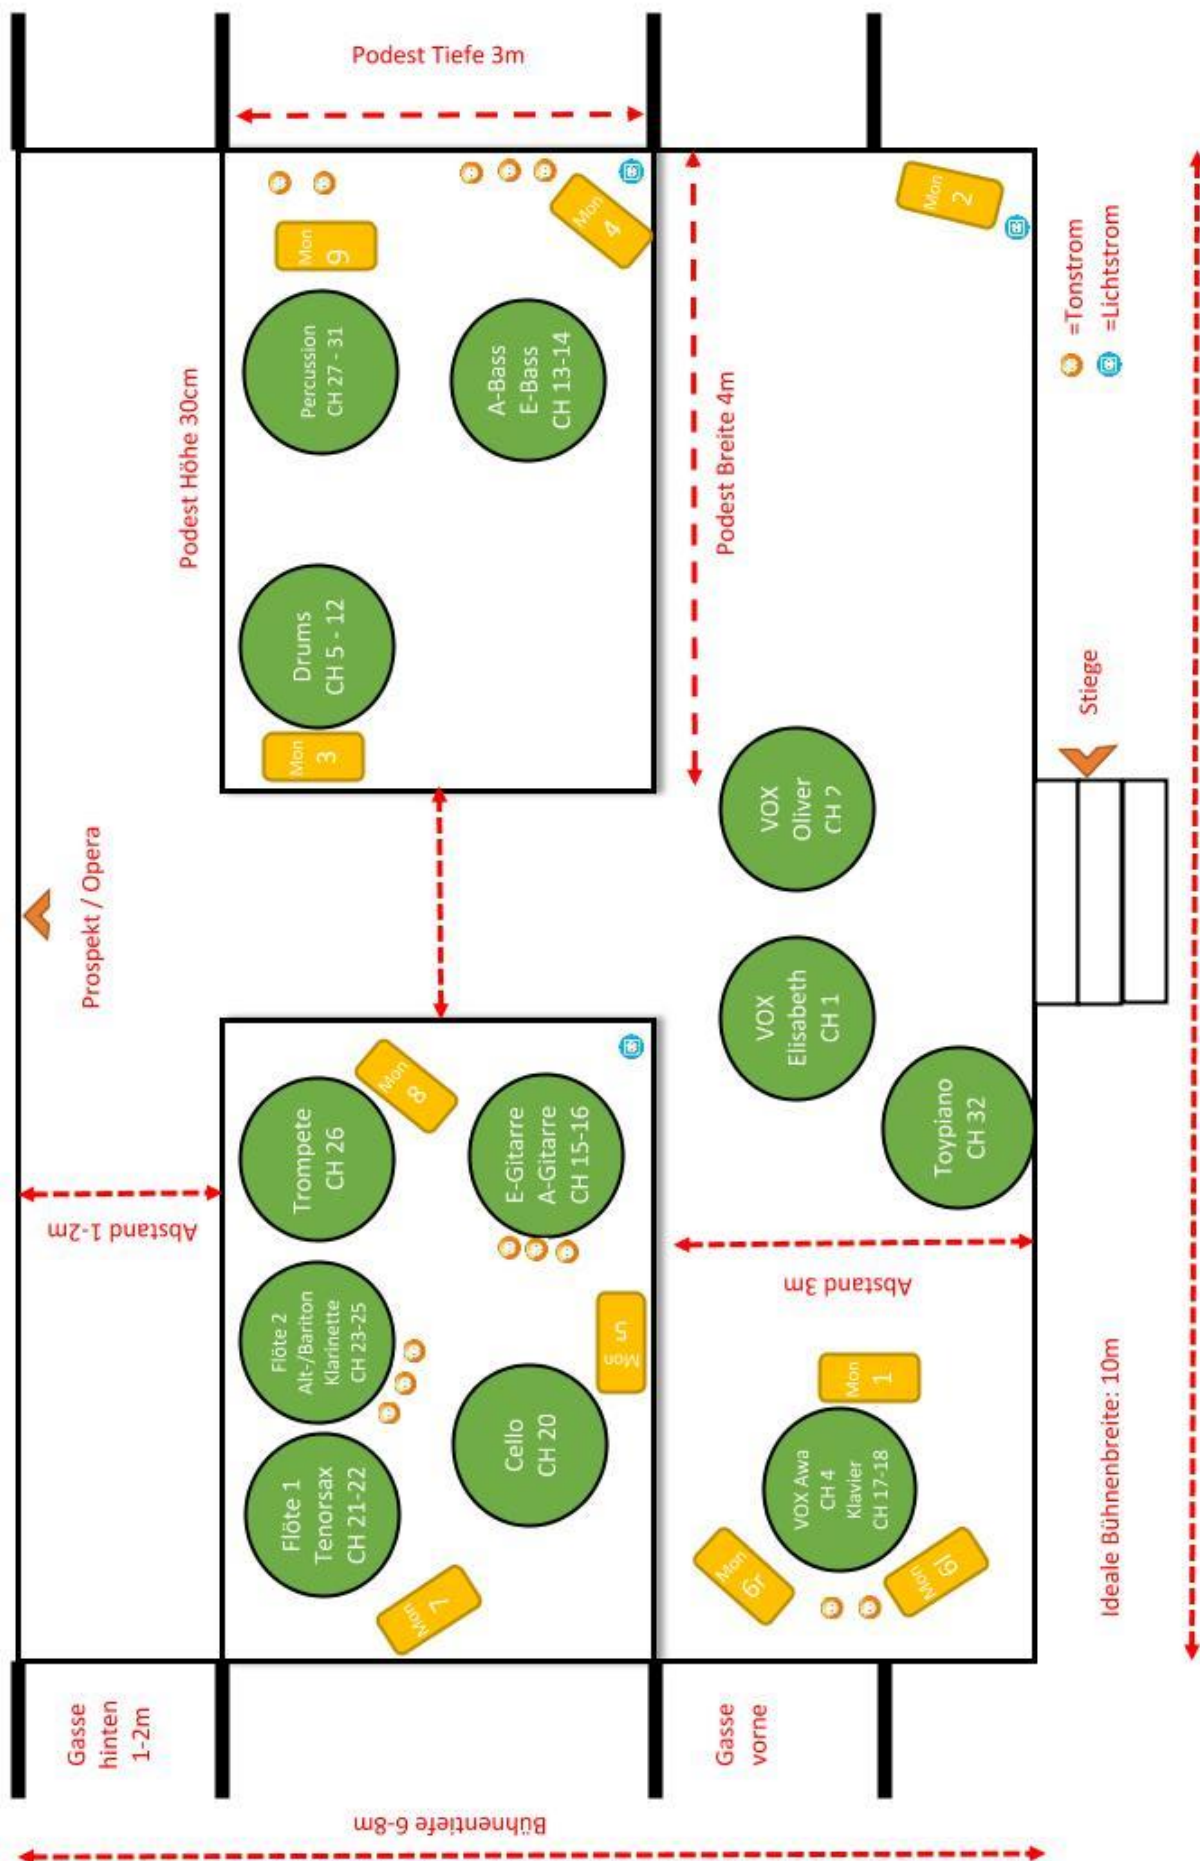 Prospekt / Opera
Gasse
hinten
1-2m
Abstand 1-2m
Podest Höhe 30cm
Podest Tiefe 3m
Flöte 1
Tenorsax
CH 21-22
Flöte 2
Alt-/Bariton
Klarinette
CH 23-25
Trompete
CH 26
Mon
3
Drums
CH 5 - 12
Percussion
CH 27 - 31
Mon
9
Mon
7
Mon
8
Cello
CH 20
E-Gitarre
A-Gitarre
CH 15-16
A-Bass
E-Bass
CH 13-14
Mon
4
Mon
5
Bühnentiefe 6-8m
Gasse
vorne
Podest Breite 4m
Mon
6r
VOX Awa
CH 4
Klavier
CH 17-18
Mon
1
Abstand 3m
VOX
Elisabeth
CH 1
VOX
Oliver
CH 2
Mon
6l
Toypiano
CH 32
Mon
2
Stiege
=Tonstrom
=Lichtstrom
Ideale Bühnenbreite: 10m